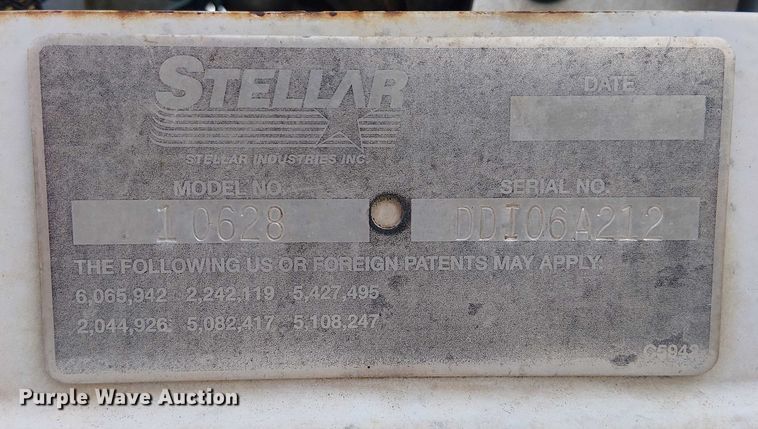 STELLAR
STELLAR INDUSTRIES INC.
DATE
MODEL NO.
SERIAL NO.
10628
DDI06A212
THE FOLLOWING US OR FOREIGN PATENTS MAY APPLY:
6,065,942 2,242,119 5,427,495
2,044,926 5,082,417 5,108,247
C5942
Purple Wave Auction